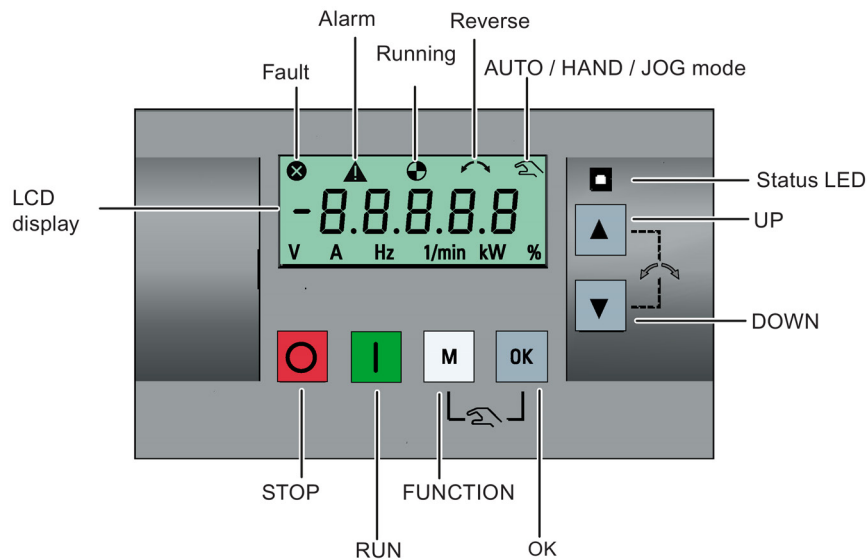 Alarm
Reverse
Running
Fault
AUTO / HAND / JOG mode
LCD
display
-8.8.8.8.8
V A Hz 1/min kW %
Status LED
UP
DOWN
M
OK
STOP
FUNCTION
RUN
OK